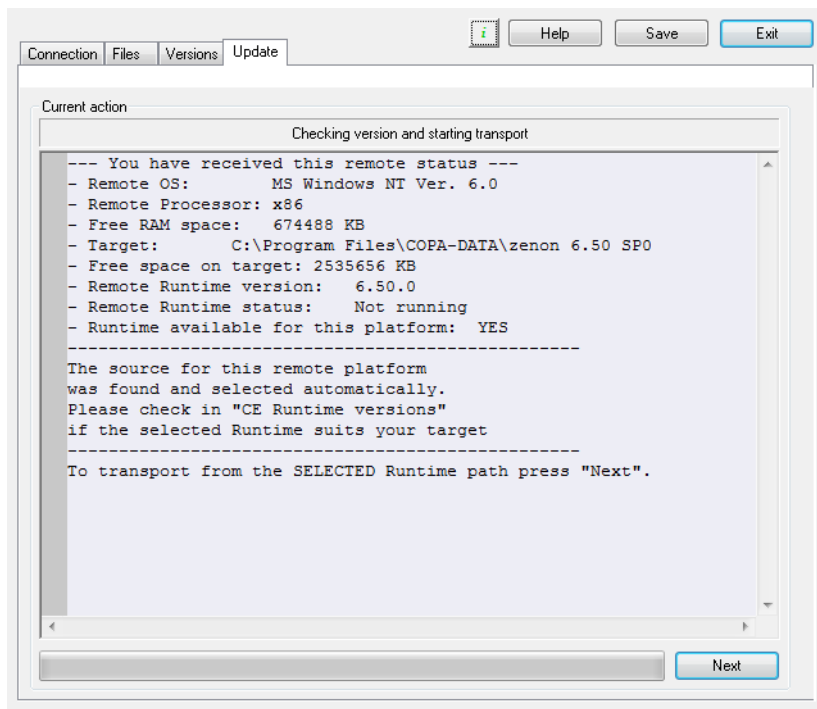 i Help Save Exit
Connection Files Versions Update
Current action
Checking version and starting transport
--- You have received this remote status ---
- Remote OS: MS Windows NT Ver. 6.0
- Remote Processor: x86
- Free RAM space: 674488 KB
- Target: C:\Program Files\COPA-DATA\zenon 6.50 SP0
- Free space on target: 2535656 KB
- Remote Runtime version: 6.50.0
- Remote Runtime status: Not running
- Runtime available for this platform: YES
--------------------------------------------------
The source for this remote platform
was found and selected automatically.
Please check in "CE Runtime versions"
if the selected Runtime suits your target
--------------------------------------------------
To transport from the SELECTED Runtime path press "Next".
Next